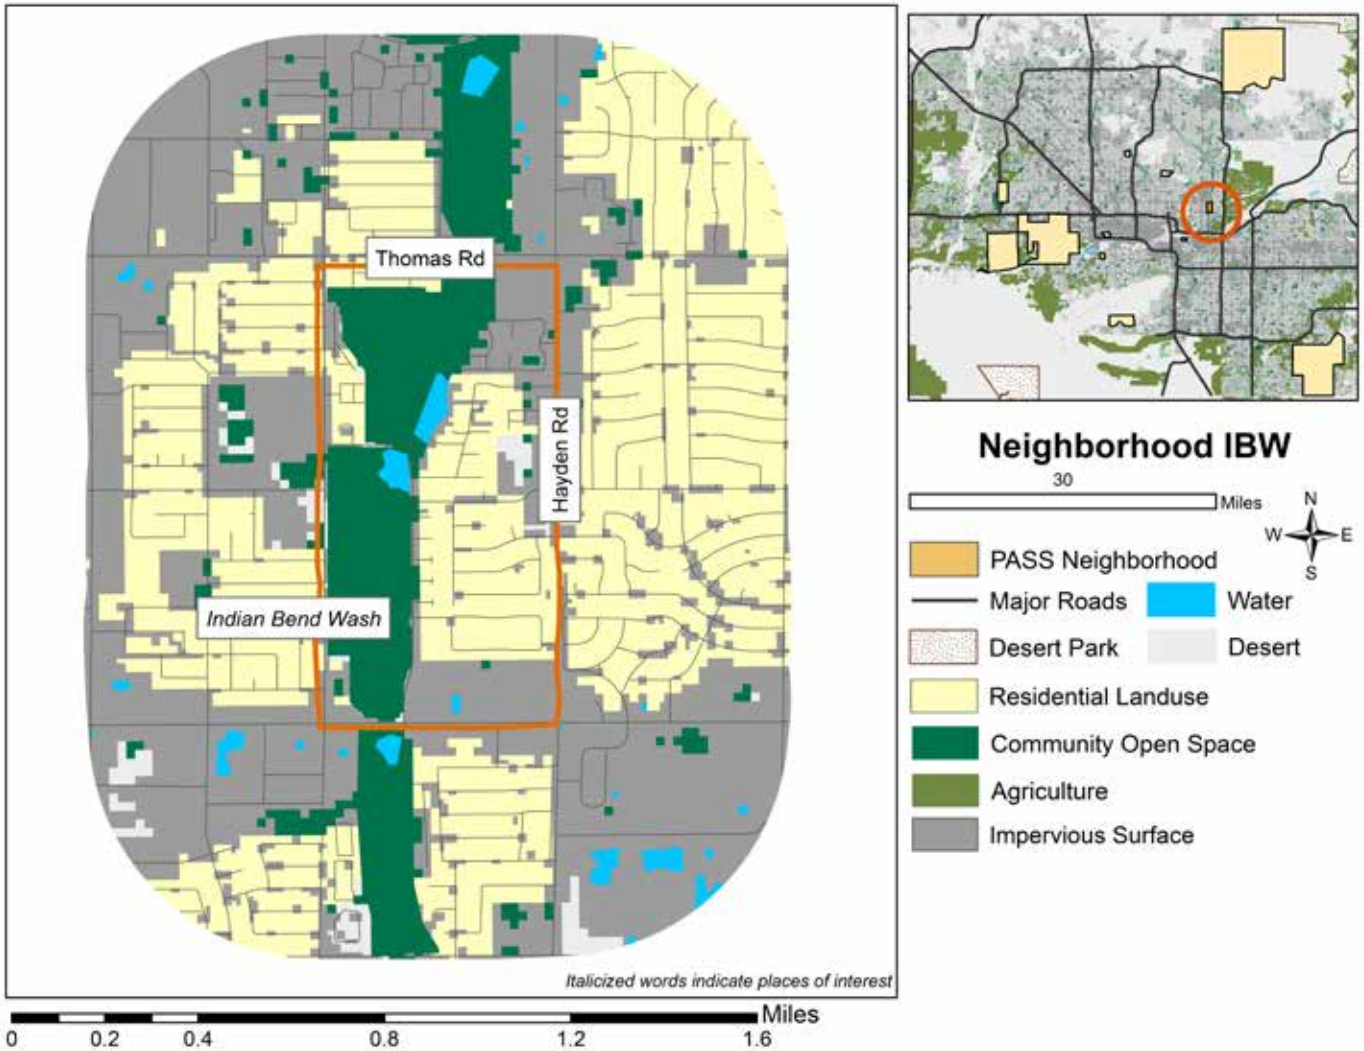 Thomas Rd
Hayden Rd
Indian Bend Wash
Italicized words indicate places of interest
Miles
0 0.2 0.4 0.8 1.2 1.6
Neighborhood IBW
30
Miles
N
W E
S
PASS Neighborhood
Major Roads
Water
Desert Park
Desert
Residential Landuse
Community Open Space
Agriculture
Impervious Surface